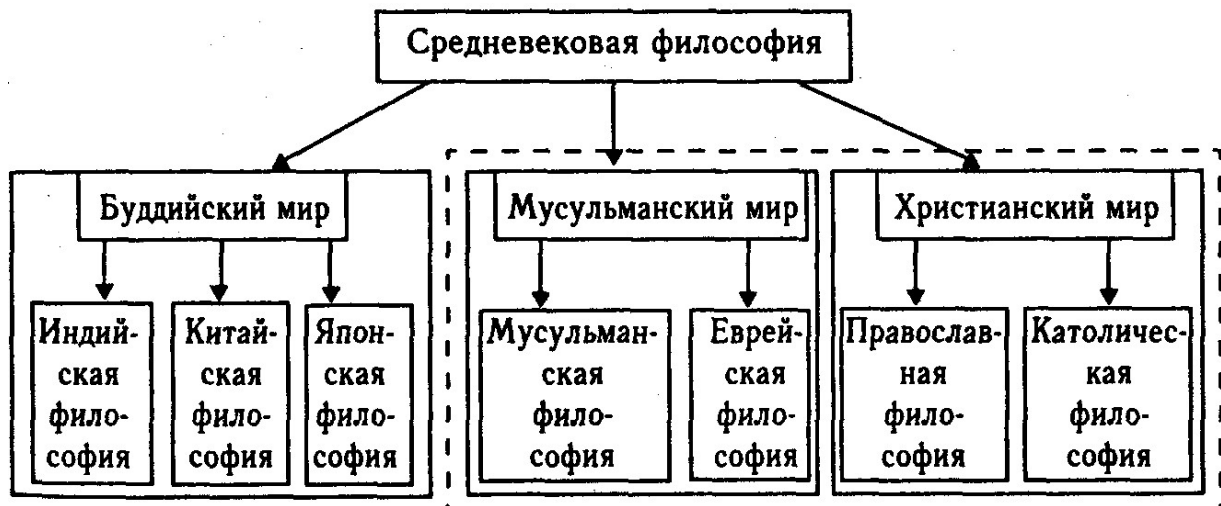 Средневековая философия
Буддийский мир
Мусульманский мир
Христианский мир
Индий-
ская
фило-
софия
Китай-
ская
фило-
софия
Япон-
ская
фило-
софия
Мусульман-
ская
фило-
софия
Еврей-
ская
фило-
софия
Православ-
ная
фило-
софия
Католичес-
кая
фило-
софия